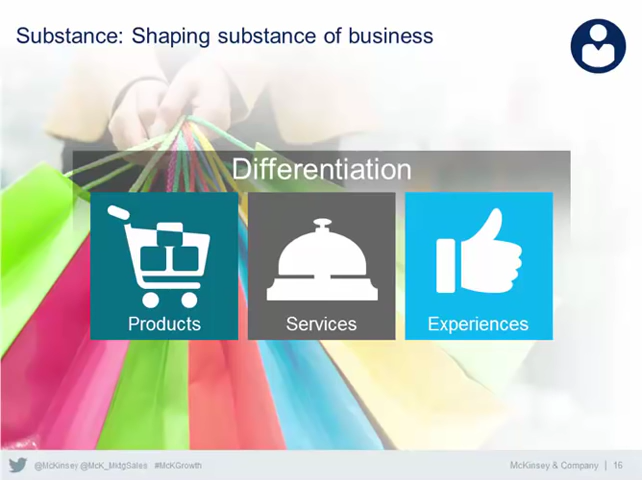 Substance: Shaping substance of business
Differentiation
Products
Services
Experiences
@McKinsey @McK_MktgSales #McKGrowth
McKinsey & Company | 16